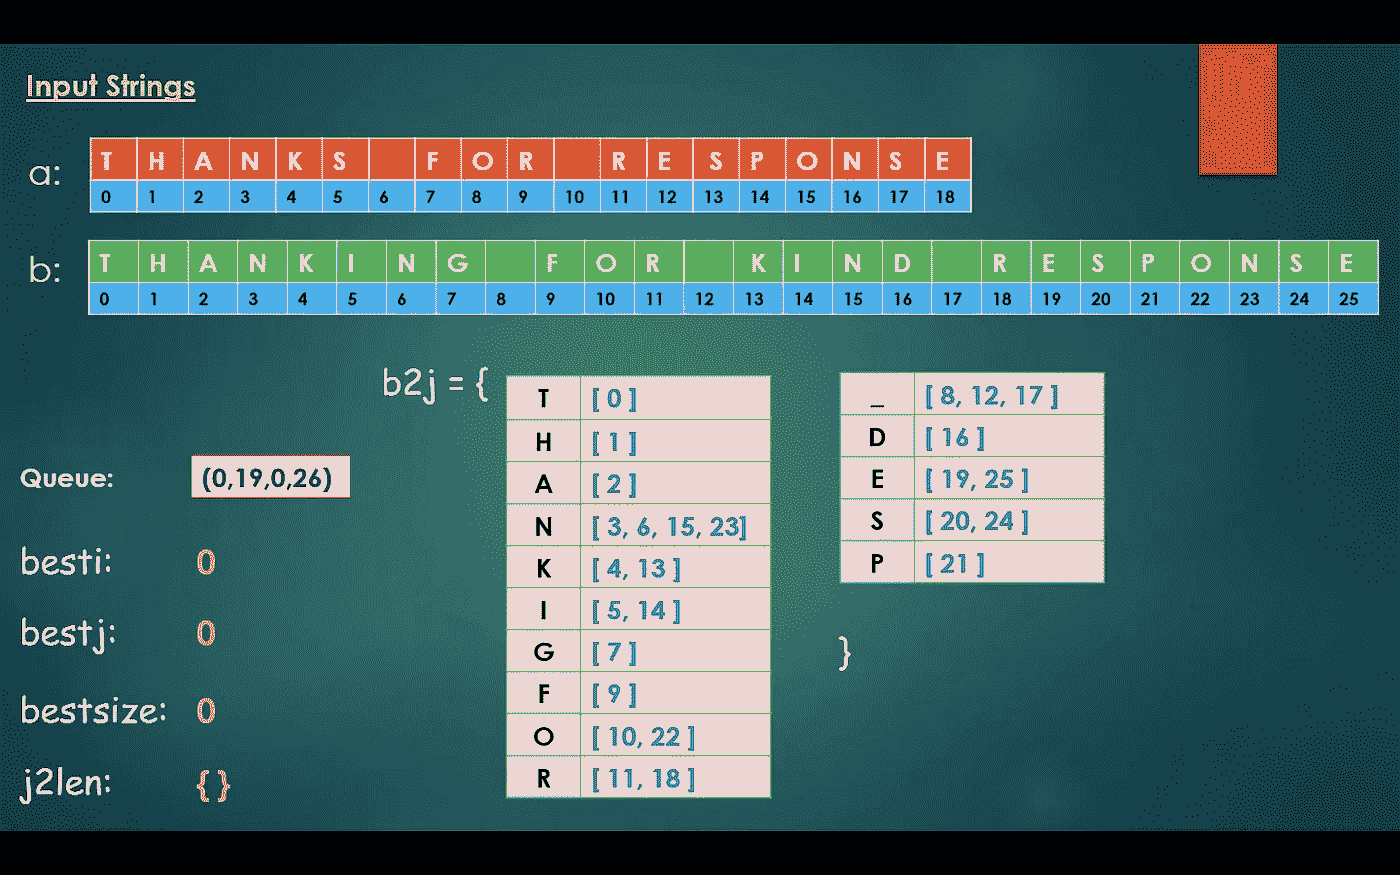 Input Strings
a: T H A N K S F O R R E S P O N S E
0 1 2 3 4 5 6 7 8 9 10 11 12 13 14 15 16 17 18
b: T H A N K I N G F O R K I N D R E S P O N S E
0 1 2 3 4 5 6 7 8 9 10 11 12 13 14 15 16 17 18 19 20 21 22 23 24 25
b2j = {
T [ 0 ]
H [ 1 ]
A [ 2 ]
N [ 3, 6, 15, 23]
K [ 4, 13 ]
I [ 5, 14 ]
G [ 7 ]
F [ 9 ]
O [ 10, 22 ]
R [ 11, 18 ]
_ [ 8, 12, 17 ]
D [ 16 ]
E [ 19, 25 ]
S [ 20, 24 ]
P [ 21 ]
}
Queue: (0,19,0,26)
besti: 0
bestj: 0
bestsize: 0
j2len: { }